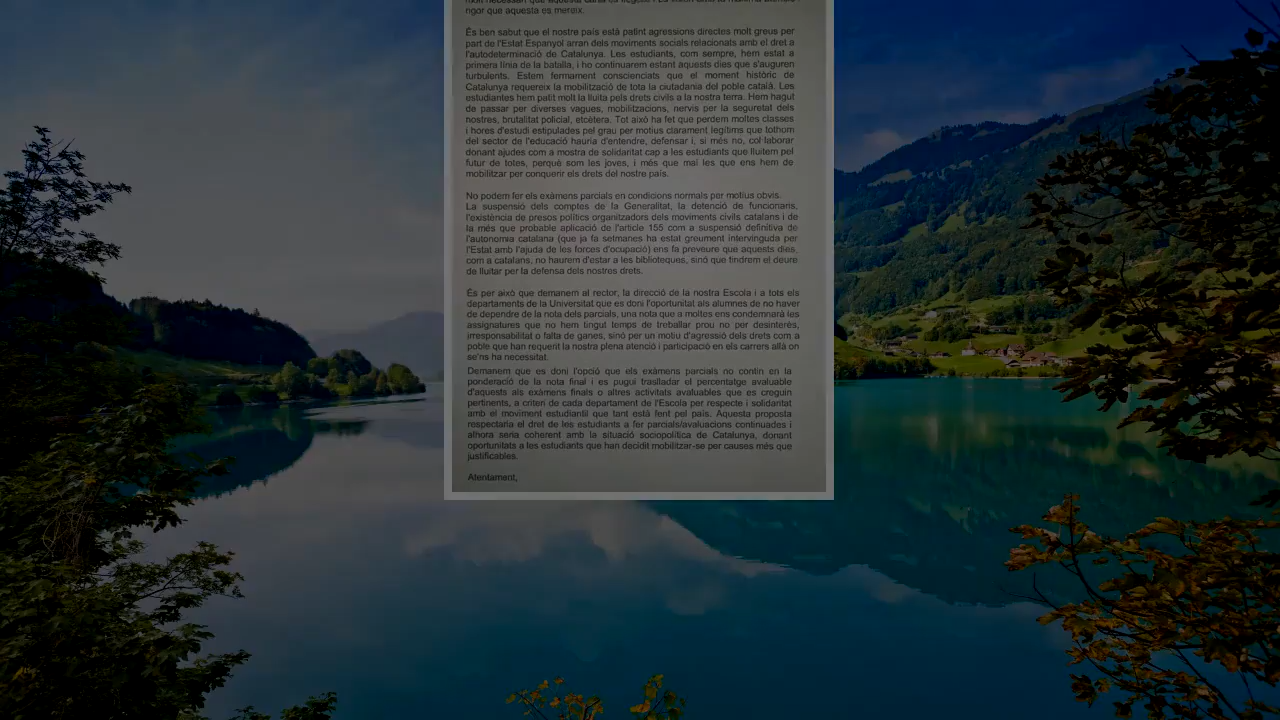 rigor que aquesta es mereix.
És ben sabut que el nostre país està patint agressions directes molt greus per
part de l'Estat Espanyol arran dels moviments socials relacionals amb el dret a
l'autodeterminació de Catalunya. Les estudiants, com sempre, hem estat a
primera línia de la batalla, i ho continuarem estant aquests dies que s'auguren
turbulents. Estem fermament conscienciats que el moment històric de
Catalunya requereix la mobilització de tota la ciutadania del poble català. Les
estudiantes hem patit molt la lluita pels drets civils a la nostra terra. Hem hagut
de passar per diverses vagues, mobilitzacions, nervis per la seguretat dels
nostres, brutalitat policial, etcètera. Tot això ha fet que perdem moltes classes
i hores d'estudi estipulades pel grau per motius clarament legítims que tothom
del sector de l'educació hauria d'entendre, defensar i, si més no, col·laborar
donant ajudes com a mostra de solidaritat cap a les estudiants que lluitem pel
futur de totes, perquè som les joves, i més que mai les que ens hem de
mobilitzar per conquerir els drets del nostre país.
No podem fer els exàmens parcials en condicions normals per motius obvis.
La suspensió dels comptes de la Generalitat, la detenció de funcionaris,
l'existència de presos polítics organitzadors dels moviments civils catalans i de
la més que probable aplicació de l'article 155 com a suspensió definitiva de
l'autonomia catalana (que ja fa setmanes ha estat greument intervinguda per
l'Estat amb l'ajuda de les forces d'ocupació) ens fa preveure que aquests dies,
com a catalans, no haurem d'estar a les biblioteques, sinó que tindrem el deure
de lluitar per la defensa dels nostres drets.
És per això que demanem al rector, la direcció de la nostra Escola i a tots els
departaments de la Universitat que es doni l'oportunitat als alumnes de no haver
de dependre de la nota dels parcials, una nota que a moltes ens condemnarà les
assignatures que no hem tingut temps de treballar prou no per desinterès,
irresponsabilitat o falta de ganes, sinó per un motiu d'agressió dels drets com a
poble que han requerit la nostra plena atenció i participació en els carrers allà on
se'ns ha necessitat.
Demanem que es doni l'opció que els exàmens parcials no contin en la
ponderació de la nota final i es pugui traslladar el percentatge avaluable
d'aquests als exàmens finals o altres activitats avaluables que es creguin
pertinents, a criteri de cada departament de l'Escola per respecte i solidaritat
amb el moviment estudiantil que tant està fent pel país. Aquesta proposta
respectaria el dret de les estudiants a fer parcials/avaluacions continuades i
alhora seria coherent amb la situació sociopolítica de Catalunya, donant
oportunitats a les estudiants que han decidit mobilitzar-se per causes més que
justificables.
Atentament,